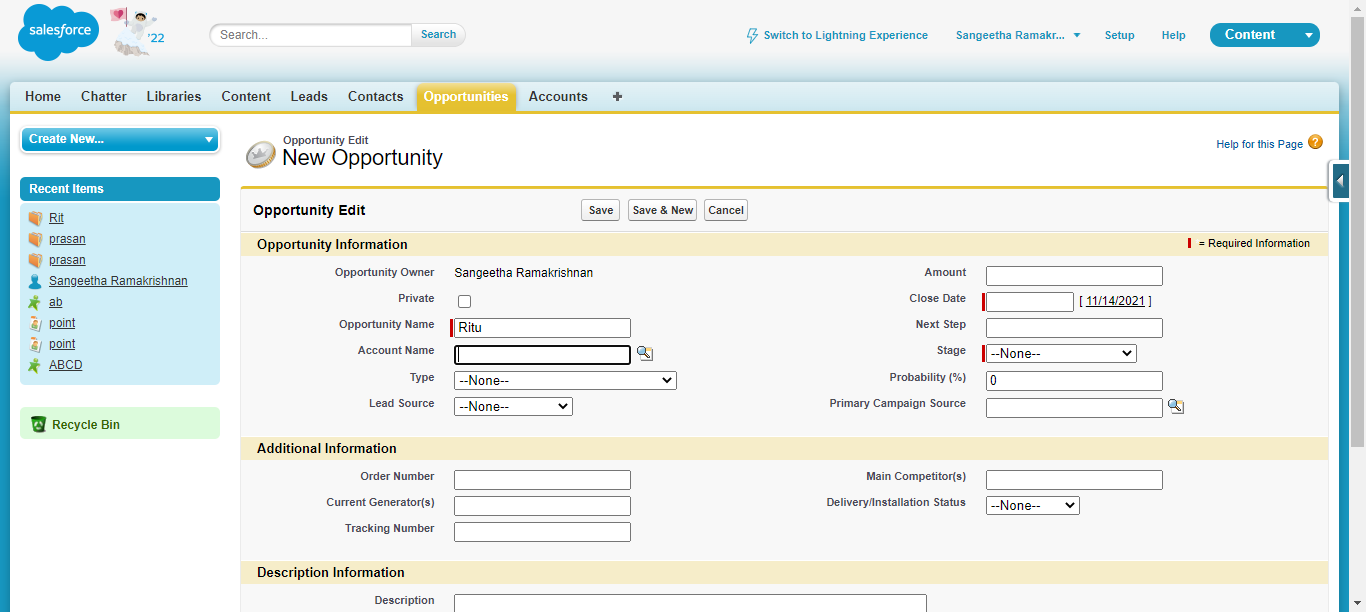 salesforce
'22
Search...
Search
Switch to Lightning Experience
Sangeetha Ramakr...
Setup
Help
Content
Home Chatter Libraries Content Leads Contacts Opportunities Accounts +
Create New...
Recent Items
Rit
prasan
prasan
Sangeetha Ramakrishnan
ab
point
point
ABCD
Recycle Bin
Opportunity Edit
New Opportunity
Help for this Page ?
Opportunity Edit
Save
Save & New
Cancel
Opportunity Information
= Required Information
Opportunity Owner Sangeetha Ramakrishnan
Amount
Private
Close Date [ 11/14/2021 ]
Opportunity Name Ritu
Next Step
Account Name
Stage --None--
Type --None--
Probability (%) 0
Lead Source --None--
Primary Campaign Source
Additional Information
Order Number
Main Competitor(s)
Current Generator(s)
Delivery/Installation Status --None--
Tracking Number
Description Information
Description